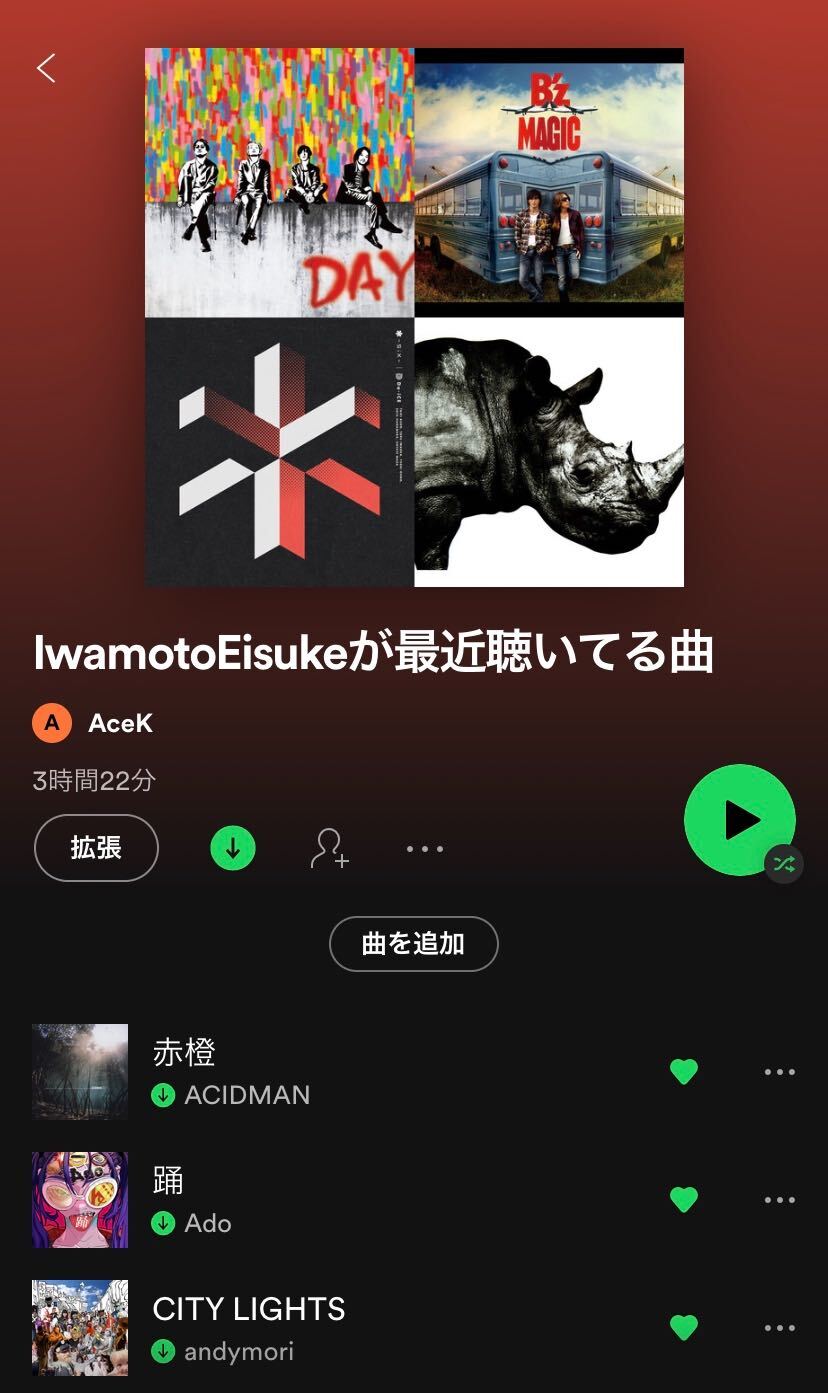 DAY
B'z
MAGIC
IwamotoEisukeが最近聴いてる曲
A AceK
3時間22分
拡張
曲を追加
赤橙
ACIDMAN
踊
Ado
CITY LIGHTS
andymori